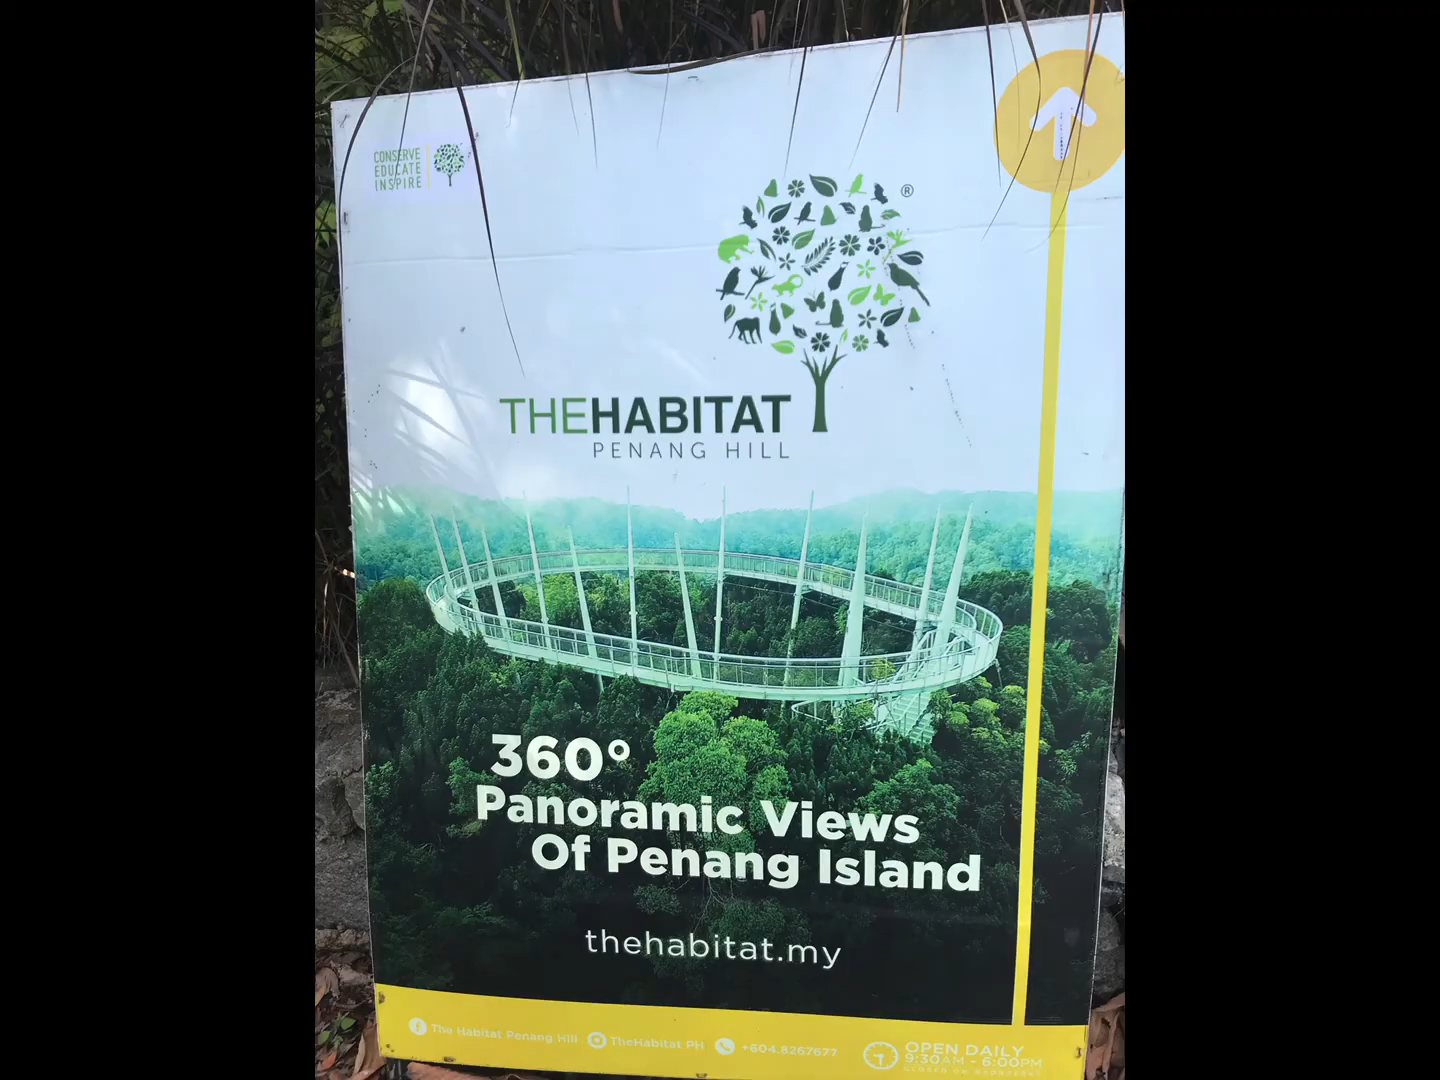 CONSERVE
EDUCATE
INSPIRE
®
THEHABITAT
PENANG HILL
360°
Panoramic Views
Of Penang Island
thehabitat.my
The Habitat Penang Hill TheHabitat PH +604.8267677
OPEN DAILY
9:30AM - 6:00PM